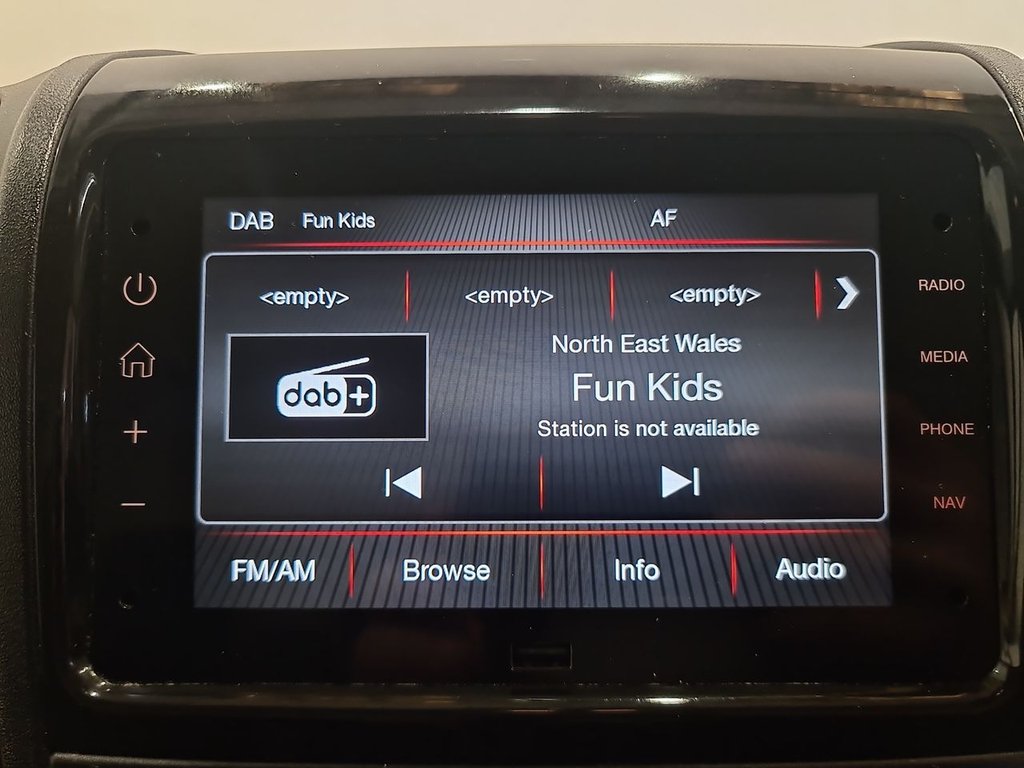 DAB Fun Kids AF
<empty> <empty> <empty>
RADIO
North East Wales
MEDIA
dab+
Fun Kids
Station is not available
PHONE
NAV
FM/AM Browse Info Audio